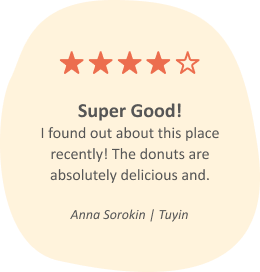 Super Good!
I found out about this place
recently! The donuts are
absolutely delicious and.
Anna Sorokin | Tuyin